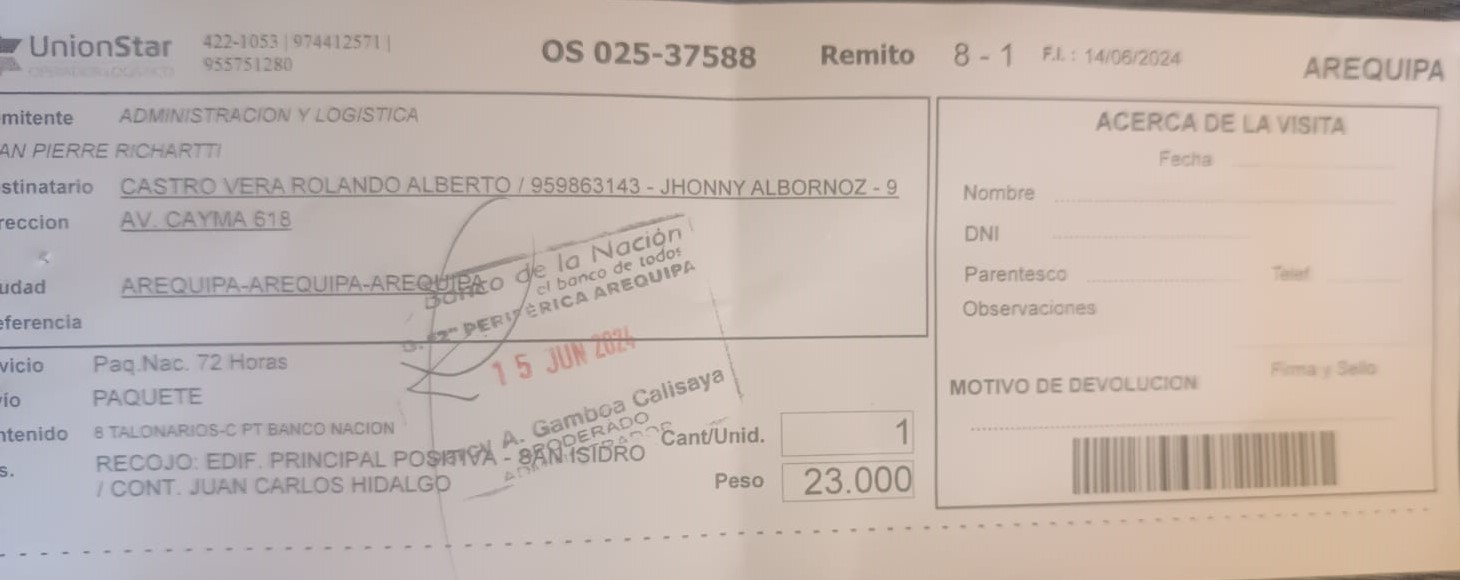 UnionStar 422-1053 | 974412571 |
955751280
OPERADOR LOGISTICO
OS 025-37588 Remito 8 - 1 F.I. : 14/06/2024 AREQUIPA
mitente ADMINISTRACION Y LOGISTICA
AN PIERRE RICHARTTI
stinatario CASTRO VERA ROLANDO ALBERTO / 959863143 - JHONNY ALBORNOZ - 9
reccion AV. CAYMA 618
udad AREQUIPA-AREQUIPA-AREQUIPA
eferencia
vicio Paq.Nac. 72 Horas
vío PAQUETE
ntenido 8 TALONARIOS-C PT BANCO NACION
s. RECOJO: EDIF. PRINCIPAL POSITIVA - SAN ISIDRO
/ CONT. JUAN CARLOS HIDALGO
Cant/Unid. 1
Peso 23.000
Banco de la Nación
el banco de todos
PERIFÉRICA AREQUIPA
15 JUN 2024
A. Gamboa Calisaya
APODERADO
ADMINISTRADOR
ACERCA DE LA VISITA
Fecha
Nombre
DNI
Parentesco Telef
Observaciones
Firma y Sello
MOTIVO DE DEVOLUCION